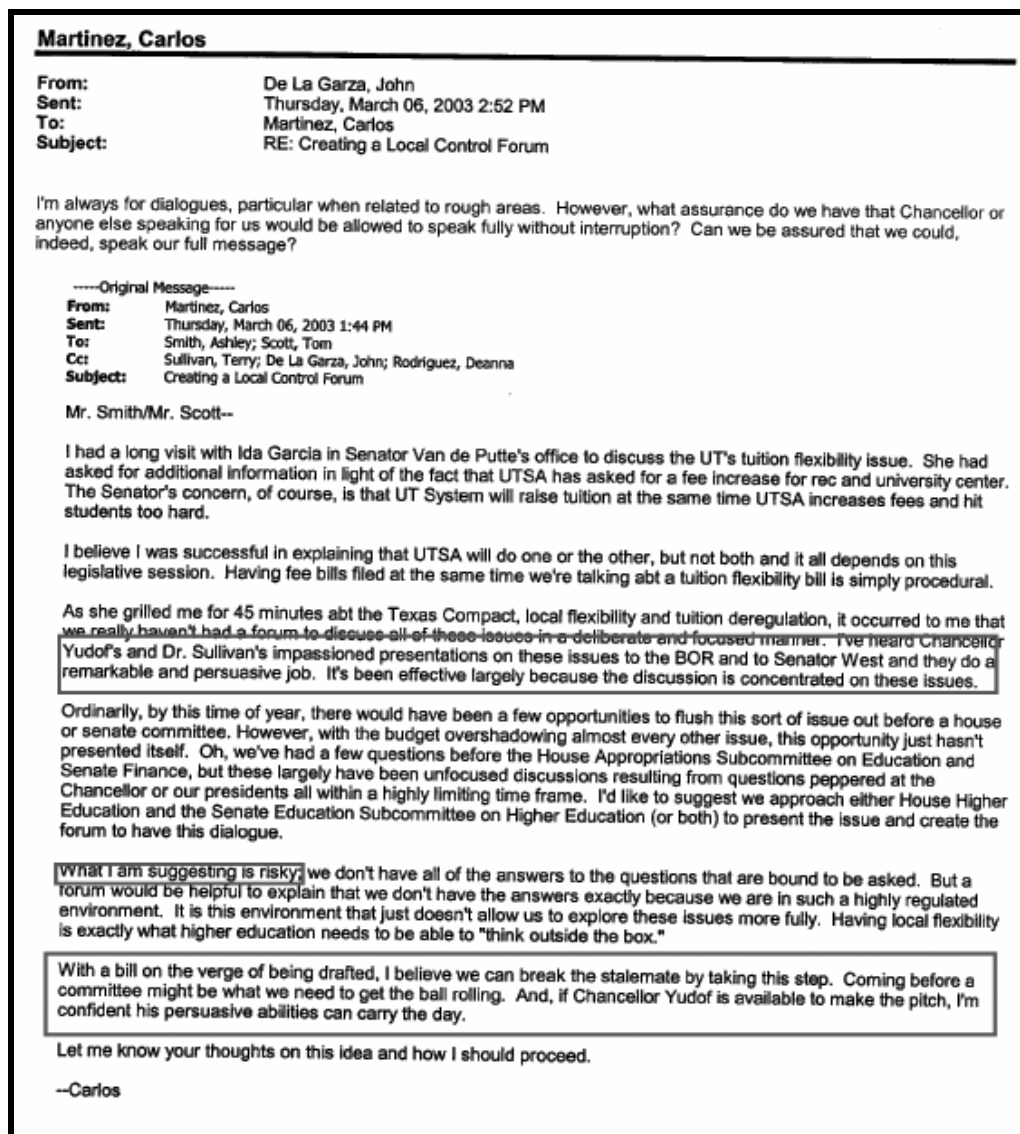 Martinez, Carlos
From: De La Garza, John
Sent: Thursday, March 06, 2003 2:52 PM
To: Martinez, Carlos
Subject: RE: Creating a Local Control Forum
I'm always for dialogues, particular when related to rough areas. However, what assurance do we have that Chancellor or
anyone else speaking for us would be allowed to speak fully without interruption? Can we be assured that we could,
indeed, speak our full message?
-----Original Message-----
From: Martinez, Carlos
Sent: Thursday, March 06, 2003 1:44 PM
To: Smith, Ashley; Scott, Tom
Cc: Sullivan, Terry; De La Garza, John; Rodriguez, Deanna
Subject: Creating a Local Control Forum
Mr. Smith/Mr. Scott--
I had a long visit with Ida Garcia in Senator Van de Putte's office to discuss the UT's tuition flexibility issue. She had
asked for additional information in light of the fact that UTSA has asked for a fee increase for rec and university center.
The Senator's concern, of course, is that UT System will raise tuition at the same time UTSA increases fees and hit
students too hard.
I believe I was successful in explaining that UTSA will do one or the other, but not both and it all depends on this
legislative session. Having fee bills filed at the same time we're talking abt a tuition flexibility bill is simply procedural.
As she grilled me for 45 minutes abt the Texas Compact, local flexibility and tuition deregulation, it occurred to me that
we really haven't had a forum to discuss all of these issues in a deliberate and focused manner. I've heard Chancellor
Yudof's and Dr. Sullivan's impassioned presentations on these issues to the BOR and to Senator West and they do a
remarkable and persuasive job. It's been effective largely because the discussion is concentrated on these issues.
Ordinarily, by this time of year, there would have been a few opportunities to flush this sort of issue out before a house
or senate committee. However, with the budget overshadowing almost every other issue, this opportunity just hasn't
presented itself. Oh, we've had a few questions before the House Appropriations Subcommittee on Education and
Senate Finance, but these largely have been unfocused discussions resulting from questions peppered at the
Chancellor or our presidents all within a highly limiting time frame. I'd like to suggest we approach either House Higher
Education and the Senate Education Subcommittee on Higher Education (or both) to present the issue and create the
forum to have this dialogue.
What I am suggesting is risky; we don't have all of the answers to the questions that are bound to be asked. But a
forum would be helpful to explain that we don't have the answers exactly because we are in such a highly regulated
environment. It is this environment that just doesn't allow us to explore these issues more fully. Having local flexibility
is exactly what higher education needs to be able to "think outside the box."
With a bill on the verge of being drafted, I believe we can break the stalemate by taking this step. Coming before a
committee might be what we need to get the ball rolling. And, if Chancellor Yudof is available to make the pitch, I'm
confident his persuasive abilities can carry the day.
Let me know your thoughts on this idea and how I should proceed.
--Carlos